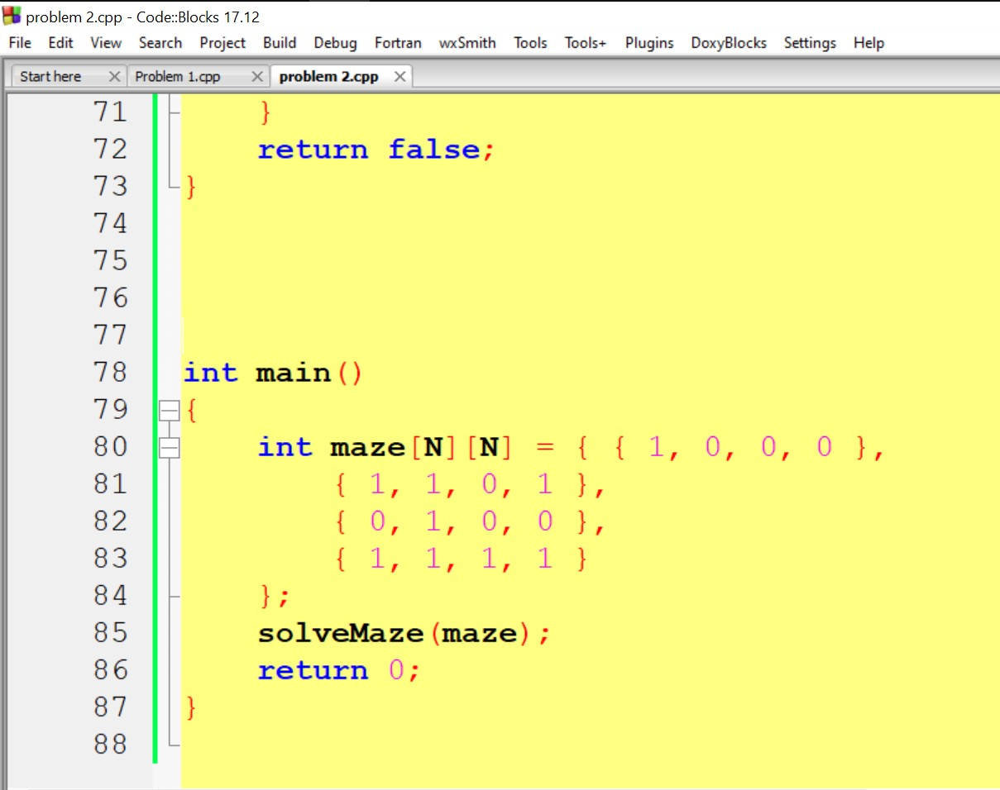 problem 2.cpp - Code::Blocks 17.12
File Edit View Search Project Build Debug Fortran wxSmith Tools Tools+ Plugins DoxyBlocks Settings Help
Start here Problem 1.cpp problem 2.cpp
71 }
72 return false;
73 }
74
75
76
77
78 int main()
79 {
80 int maze[N][N] = { { 1, 0, 0, 0 },
81 { 1, 1, 0, 1 },
82 { 0, 1, 0, 0 },
83 { 1, 1, 1, 1 }
84 };
85 solveMaze(maze);
86 return 0;
87 }
88